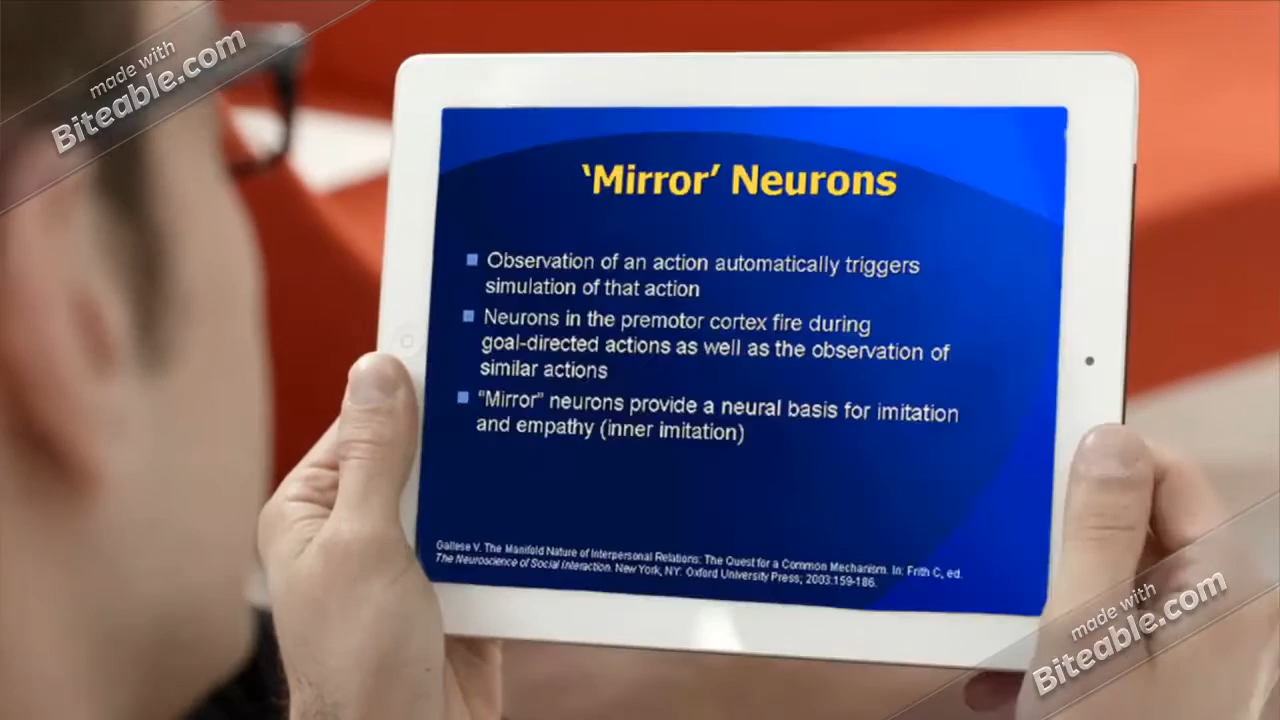 made with
Biteable.com
‘Mirror’ Neurons
Observation of an action automatically triggers
simulation of that action
Neurons in the premotor cortex fire during
goal-directed actions as well as the observation of
similar actions
“Mirror” neurons provide a neural basis for imitation
and empathy (inner imitation)
Gallese V. The Manifold Nature of Interpersonal Relations: The Quest for a Common Mechanism. In: Frith C, ed.
The Neuroscience of Social Interaction. New York, NY: Oxford University Press; 2003:159-186.
made with
Biteable.com